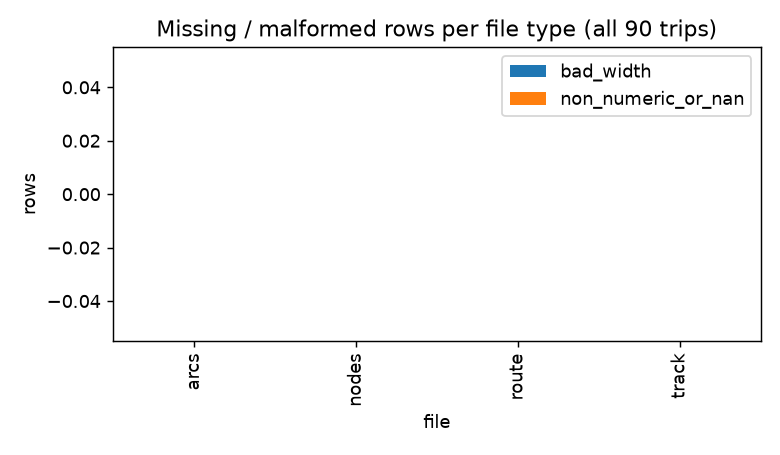 Missing / malformed rows per file type (all 90 trips)
bad_width
non_numeric_or_nan
0.04
0.02
0.00
−0.02
−0.04
rows
arcs
nodes
route
track
file